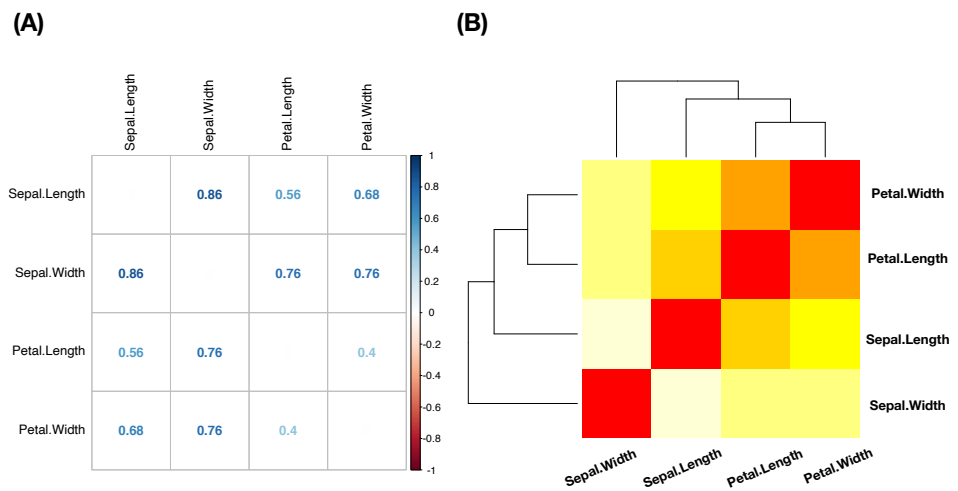 (A)
Sepal.Length
Sepal.Width
Petal.Length
Petal.Width
Sepal.Length 0.86 0.56 0.68
Sepal.Width 0.86 0.76 0.76
Petal.Length 0.56 0.76 0.4
Petal.Width 0.68 0.76 0.4
1
0.8
0.6
0.4
0.2
0
-0.2
-0.4
-0.6
-0.8
-1
(B)
Petal.Width
Petal.Length
Sepal.Length
Sepal.Width
Sepal.Width
Sepal.Length
Petal.Length
Petal.Width